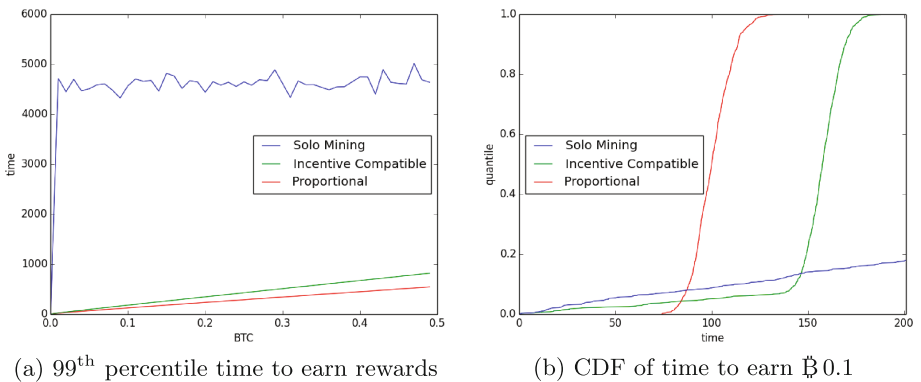 6000
5000
4000
3000
2000
1000
0
time
0.0 0.1 0.2 0.3 0.4 0.5
BTC
Solo Mining
Incentive Compatible
Proportional
(a) 99th percentile time to earn rewards
1.0
0.8
0.6
0.4
0.2
0.0
quantile
0 50 100 150 200
time
Solo Mining
Incentive Compatible
Proportional
(b) CDF of time to earn ₿0.1